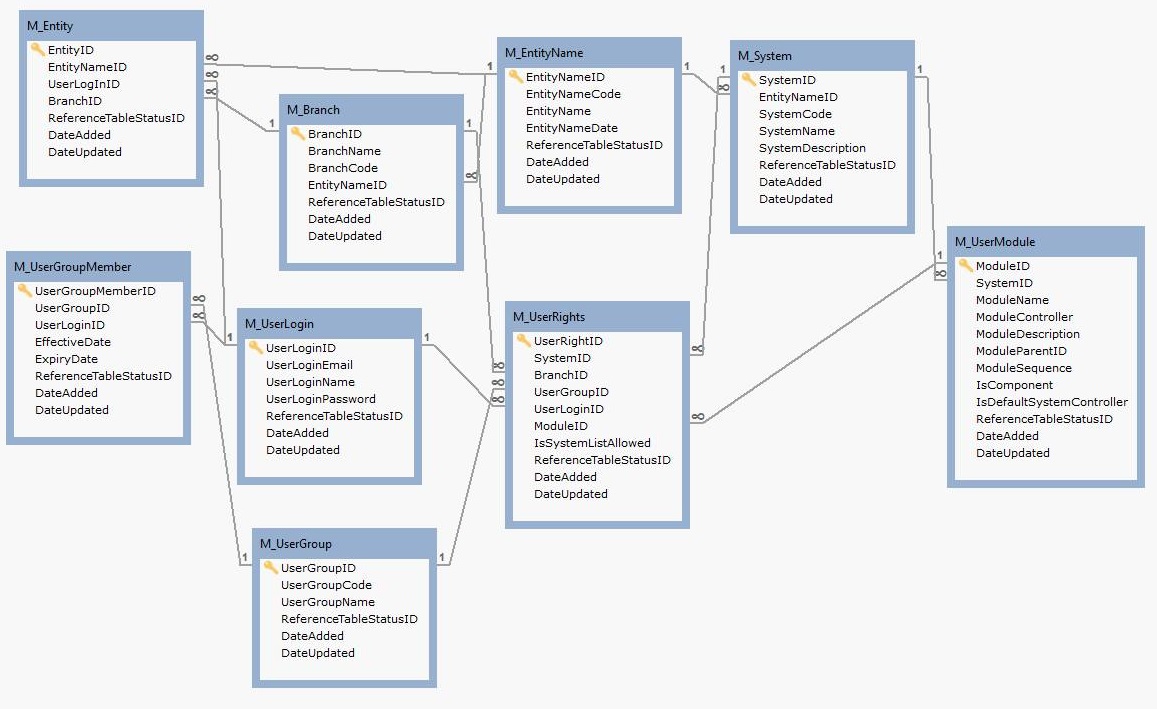 M_Entity
EntityID
EntityNameID
UserLogInID
BranchID
ReferenceTableStatusID
DateAdded
DateUpdated
M_Branch
BranchID
BranchName
BranchCode
EntityNameID
ReferenceTableStatusID
DateAdded
DateUpdated
M_EntityName
EntityNameID
EntityNameCode
EntityName
EntityNameDate
ReferenceTableStatusID
DateAdded
DateUpdated
M_System
SystemID
EntityNameID
SystemCode
SystemName
SystemDescription
ReferenceTableStatusID
DateAdded
DateUpdated
M_UserGroupMember
UserGroupMemberID
UserGroupID
UserLoginID
EffectiveDate
ExpiryDate
ReferenceTableStatusID
DateAdded
DateUpdated
M_UserLogin
UserLoginID
UserLoginEmail
UserLoginName
UserLoginPassword
ReferenceTableStatusID
DateAdded
DateUpdated
M_UserRights
UserRightID
SystemID
BranchID
UserGroupID
UserLoginID
ModuleID
IsSystemListAllowed
ReferenceTableStatusID
DateAdded
DateUpdated
M_UserModule
ModuleID
SystemID
ModuleName
ModuleController
ModuleDescription
ModuleParentID
ModuleSequence
IsComponent
IsDefaultSystemController
ReferenceTableStatusID
DateAdded
DateUpdated
M_UserGroup
UserGroupID
UserGroupCode
UserGroupName
ReferenceTableStatusID
DateAdded
DateUpdated
∞
∞
∞
1
1
1
∞
1
1
∞
1
1
∞
∞
∞
1
1
∞
∞
∞
∞
∞
1
1